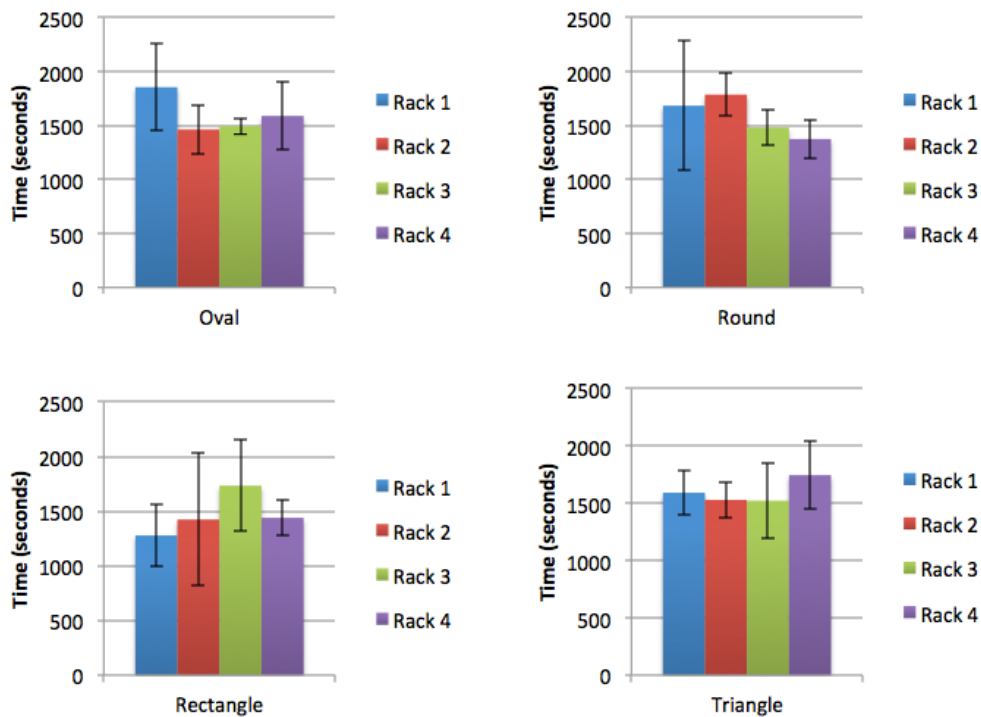 2500
2000
1500
1000
500
0
Time (seconds)
Oval
Rack 1
Rack 2
Rack 3
Rack 4
2500
2000
1500
1000
500
0
Time (seconds)
Round
Rack 1
Rack 2
Rack 3
Rack 4
2500
2000
1500
1000
500
0
Time (seconds)
Rectangle
Rack 1
Rack 2
Rack 3
Rack 4
2500
2000
1500
1000
500
0
Time (seconds)
Triangle
Rack 1
Rack 2
Rack 3
Rack 4